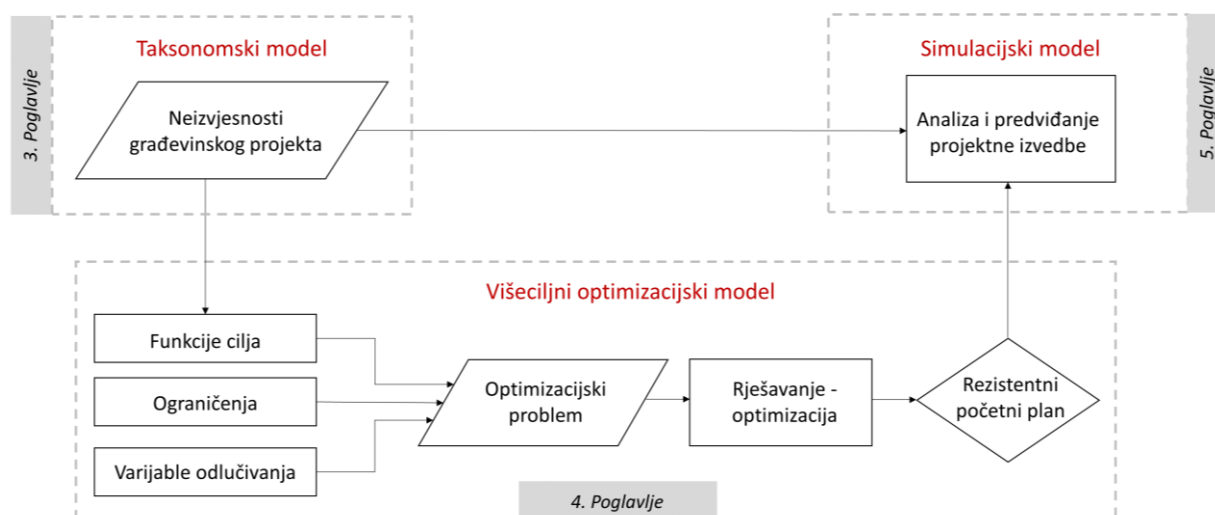 3. Poglavlje
Taksonomski model
Neizvjesnosti
građevinskog projekta
Simulacijski model
Analiza i predviđanje
projektne izvedbe
5. Poglavlje
Višeciljni optimizacijski model
Funkcije cilja
Ograničenja
Varijable odlučivanja
Optimizacijski
problem
Rješavanje -
optimizacija
Rezistentni
početni plan
4. Poglavlje